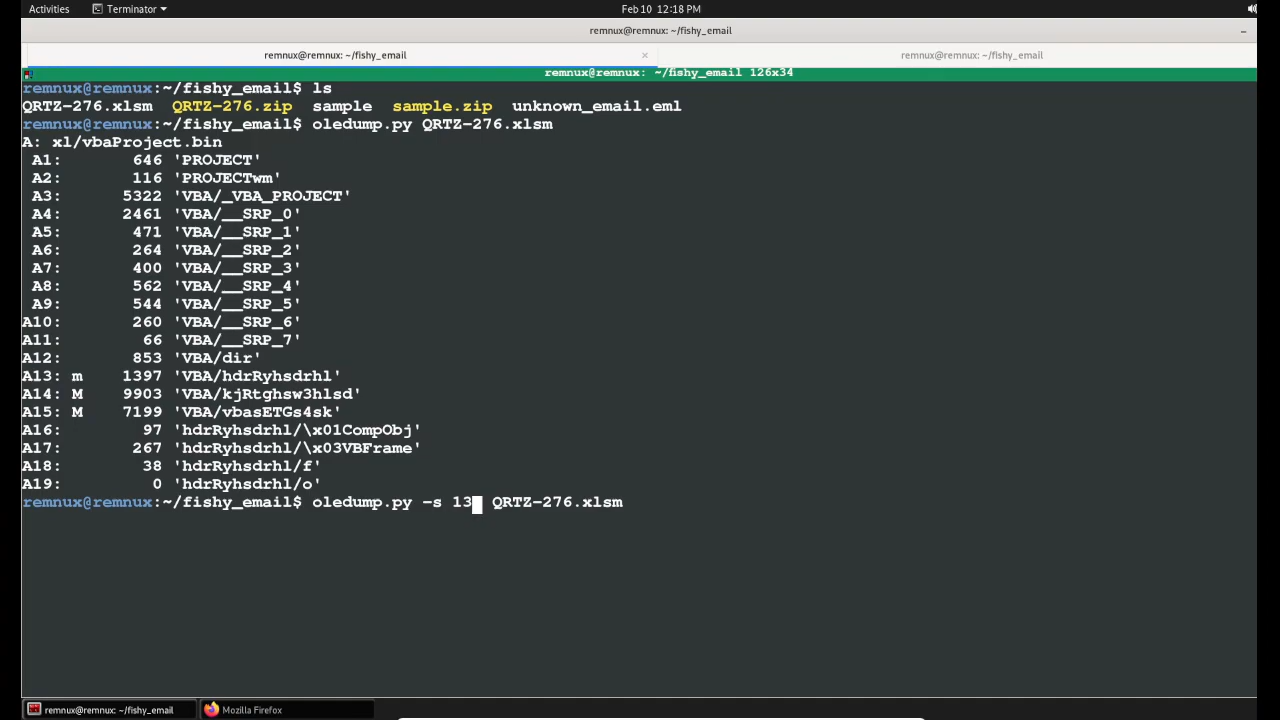 Activities Terminator Feb 10 12:18 PM
remnux@remnux: ~/fishy_email
remnux@remnux: ~/fishy_email × remnux@remnux: ~/fishy_email
remnux@remnux: ~/fishy_email 126x34
remnux@remnux:~/fishy_email$ ls
QRTZ-276.xlsm QRTZ-276.zip sample sample.zip unknown_email.eml
remnux@remnux:~/fishy_email$ oledump.py QRTZ-276.xlsm
A: xl/vbaProject.bin
A1: 646 'PROJECT'
A2: 116 'PROJECTwm'
A3: 5322 'VBA/_VBA_PROJECT'
A4: 2461 'VBA/__SRP_0'
A5: 471 'VBA/__SRP_1'
A6: 264 'VBA/__SRP_2'
A7: 400 'VBA/__SRP_3'
A8: 562 'VBA/__SRP_4'
A9: 544 'VBA/__SRP_5'
A10: 260 'VBA/__SRP_6'
A11: 66 'VBA/__SRP_7'
A12: 853 'VBA/dir'
A13: m 1397 'VBA/hdrRyhsdrhl'
A14: M 9903 'VBA/kjRtghsw3hlsd'
A15: M 7199 'VBA/vbasETGs4sk'
A16: 97 'hdrRyhsdrhl/\x01CompObj'
A17: 267 'hdrRyhsdrhl/\x03VBFrame'
A18: 38 'hdrRyhsdrhl/f'
A19: 0 'hdrRyhsdrhl/o'
remnux@remnux:~/fishy_email$ oledump.py -s 13 QRTZ-276.xlsm
remnux@remnux: ~/fishy_email Mozilla Firefox